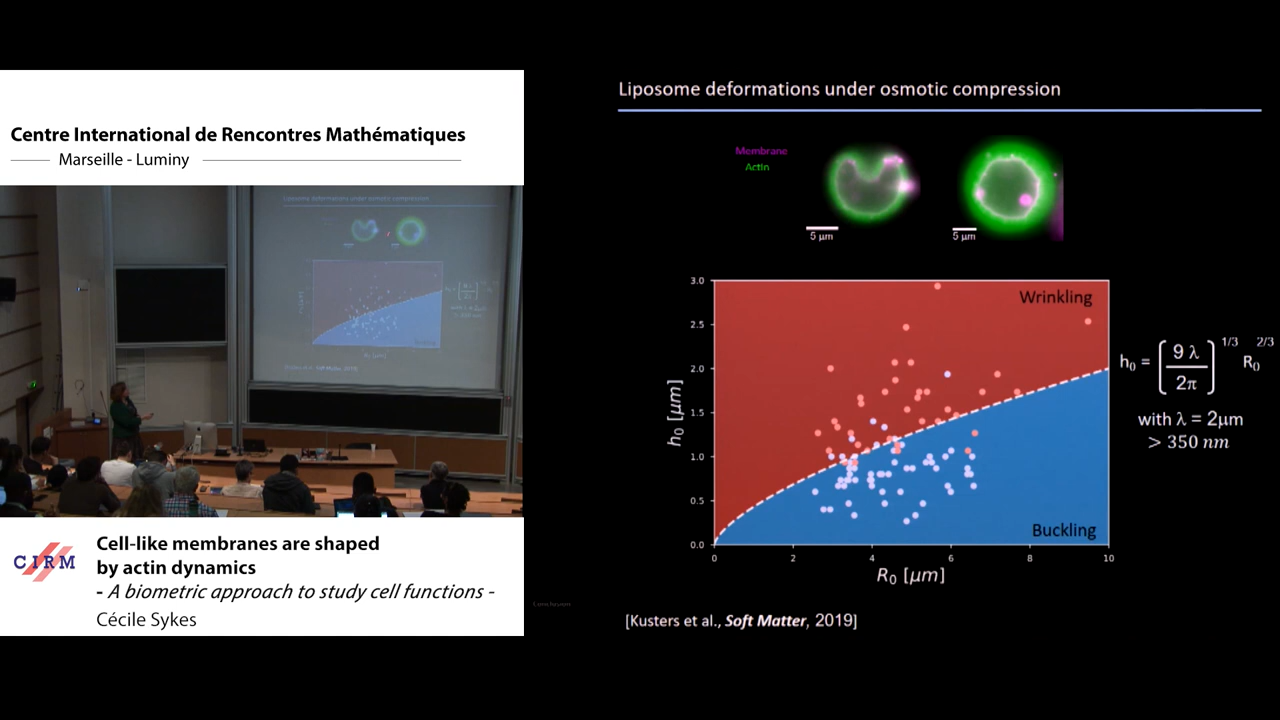 Centre International de Rencontres Mathématiques
Marseille - Luminy
CIRM
Cell-like membranes are shaped
by actin dynamics
- A biometric approach to study cell functions -
Cécile Sykes
Liposome deformations under osmotic compression
Membrane
Actin
5 µm
5 µm
3.0
2.5
2.0
1.5
1.0
0.5
0.0
h₀ [µm]
Wrinkling
Buckling
0
2
4
6
8
10
R₀ [µm]
h₀ = [9 λ / 2π]^1/3 R₀^2/3
with λ = 2µm
> 350 nm
[Kusters et al., Soft Matter, 2019]